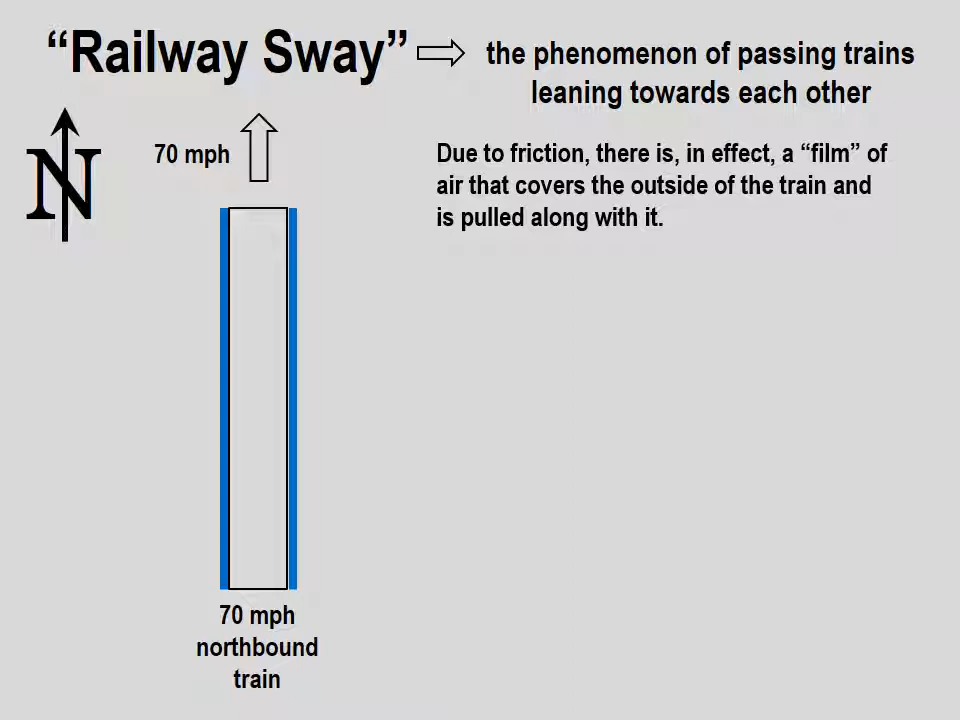 “Railway Sway”
the phenomenon of passing trains
leaning towards each other
N
70 mph
Due to friction, there is, in effect, a “film” of
air that covers the outside of the train and
is pulled along with it.
70 mph
northbound
train